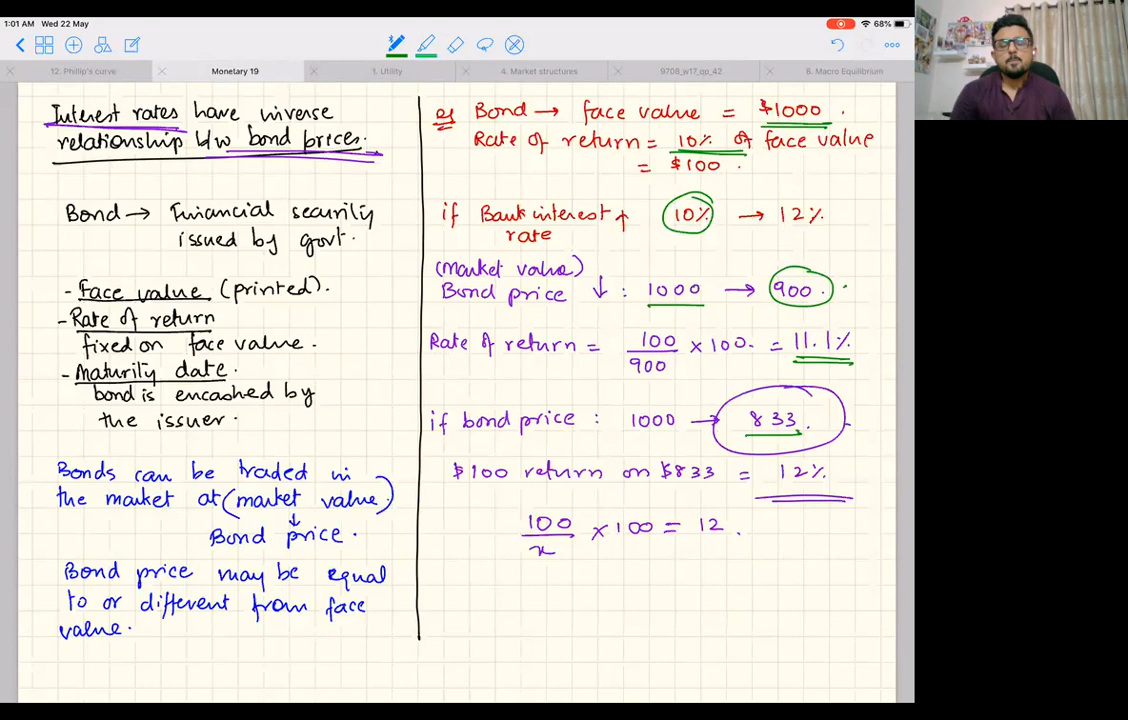 1:01 AM Wed 22 May
68%
12. Phillip's curve
Monetary 19
1. Utility
4. Market structures
9708_w17_qp_42.
6. Macro Equilibrium
Interest rates have inverse
relationship b/w bond prices.
Bond → Financial security
issued by govt.
- Face value (printed).
- Rate of return
fixed on face value.
- Maturity date.
bond is encashed by
the issuer.
Bonds can be traded in
the market at (market value)
↓
Bond price.
Bond price may be equal
to or different from face
value.
eg Bond → face value = $1000.
Rate of return = 10% of face value
= $100.
if Bank interest ↑ 10% → 12%
rate
(market value)
Bond price ↓ : 1000 → 900.
Rate of return = 100/900 × 100. = 11.1%
if bond price : 1000 → 833.
$100 return on $833 = 12%
100/x × 100 = 12.